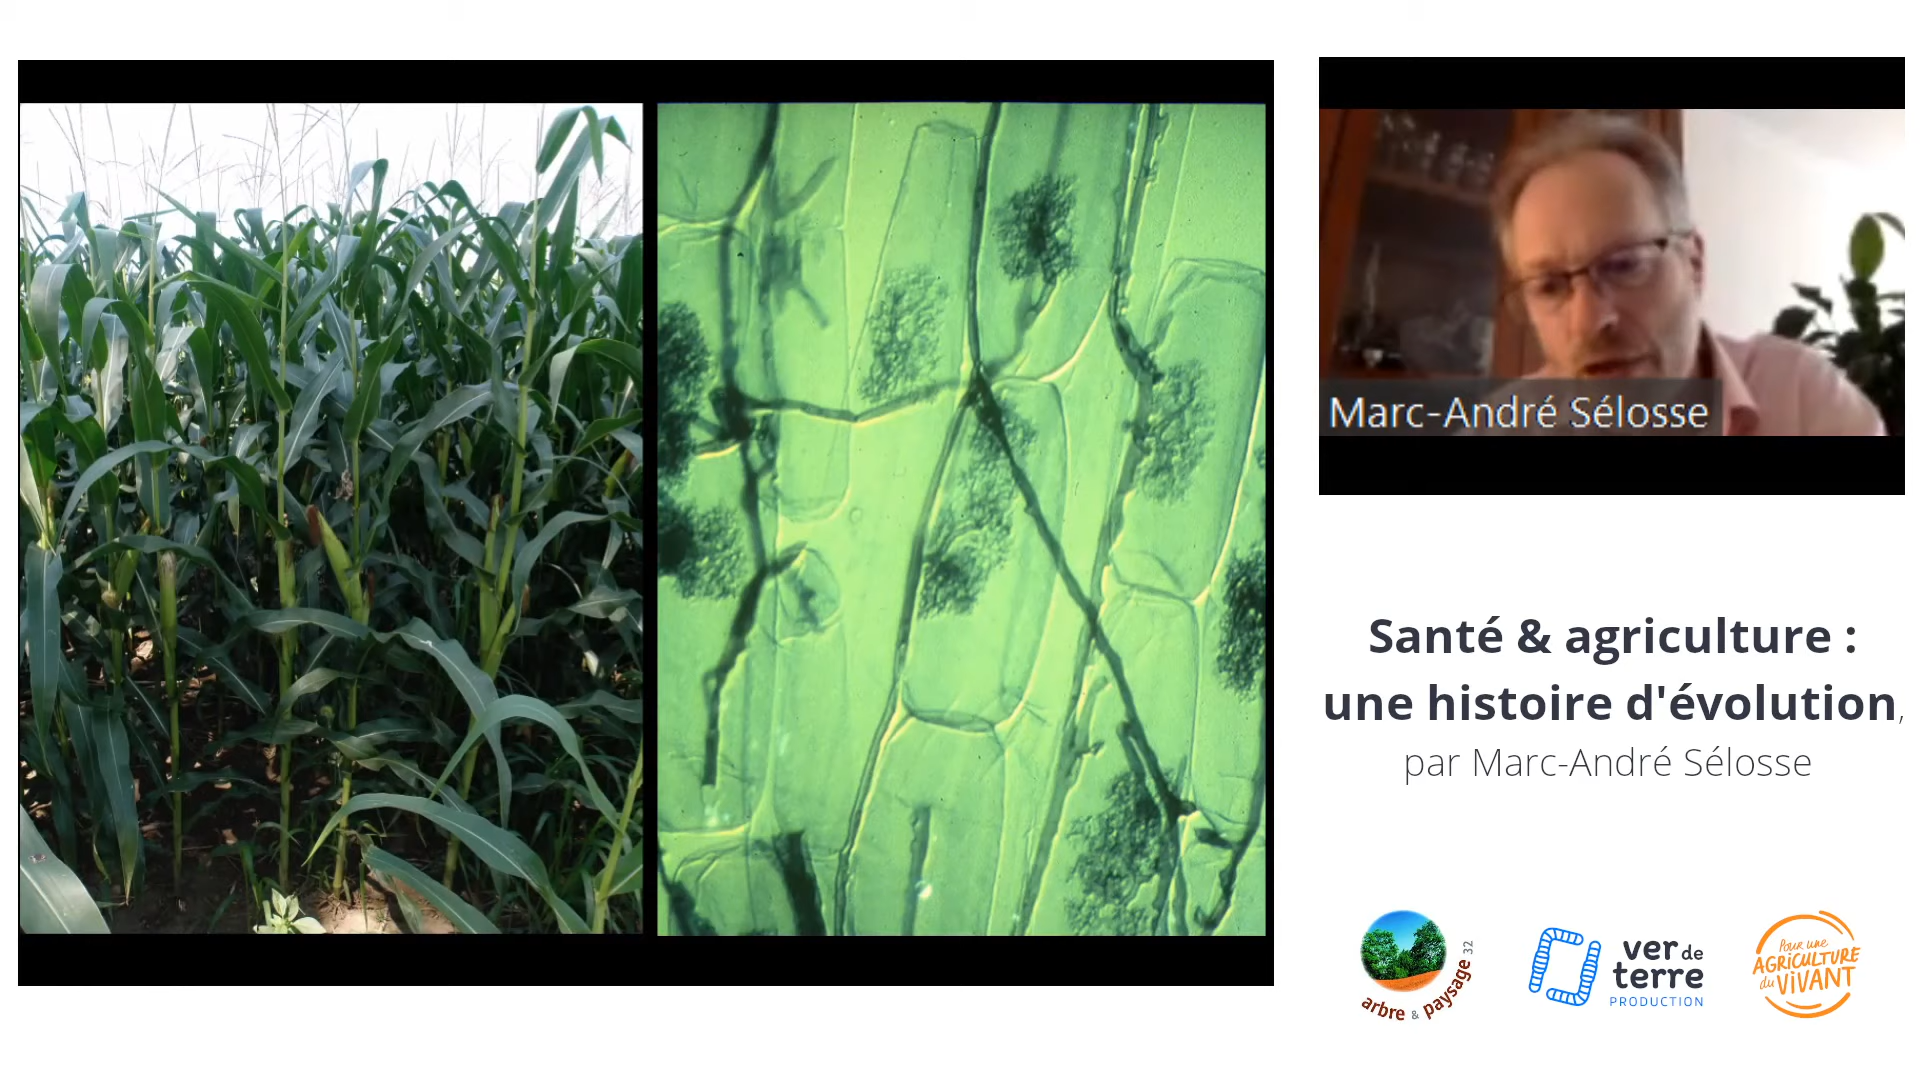 Marc-André Sélosse
Santé & agriculture :
une histoire d'évolution,
par Marc-André Sélosse
arbre & paysage 32
ver de
terre
PRODUCTION
Pour une
AGRICULTURE
du ViVANT